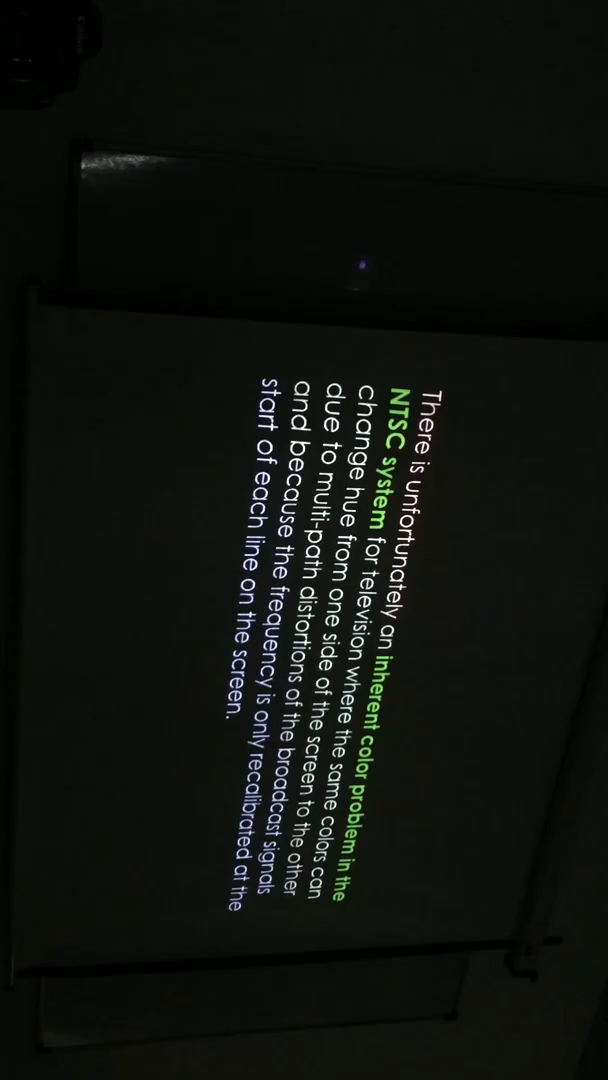 There is unfortunately an inherent color problem in the
NTSC system for television where the same colors can
change hue from one side of the screen to the other
due to multi-path distortions of the broadcast signals
and because the frequency is only recalibrated at the
start of each line on the screen.
Canon